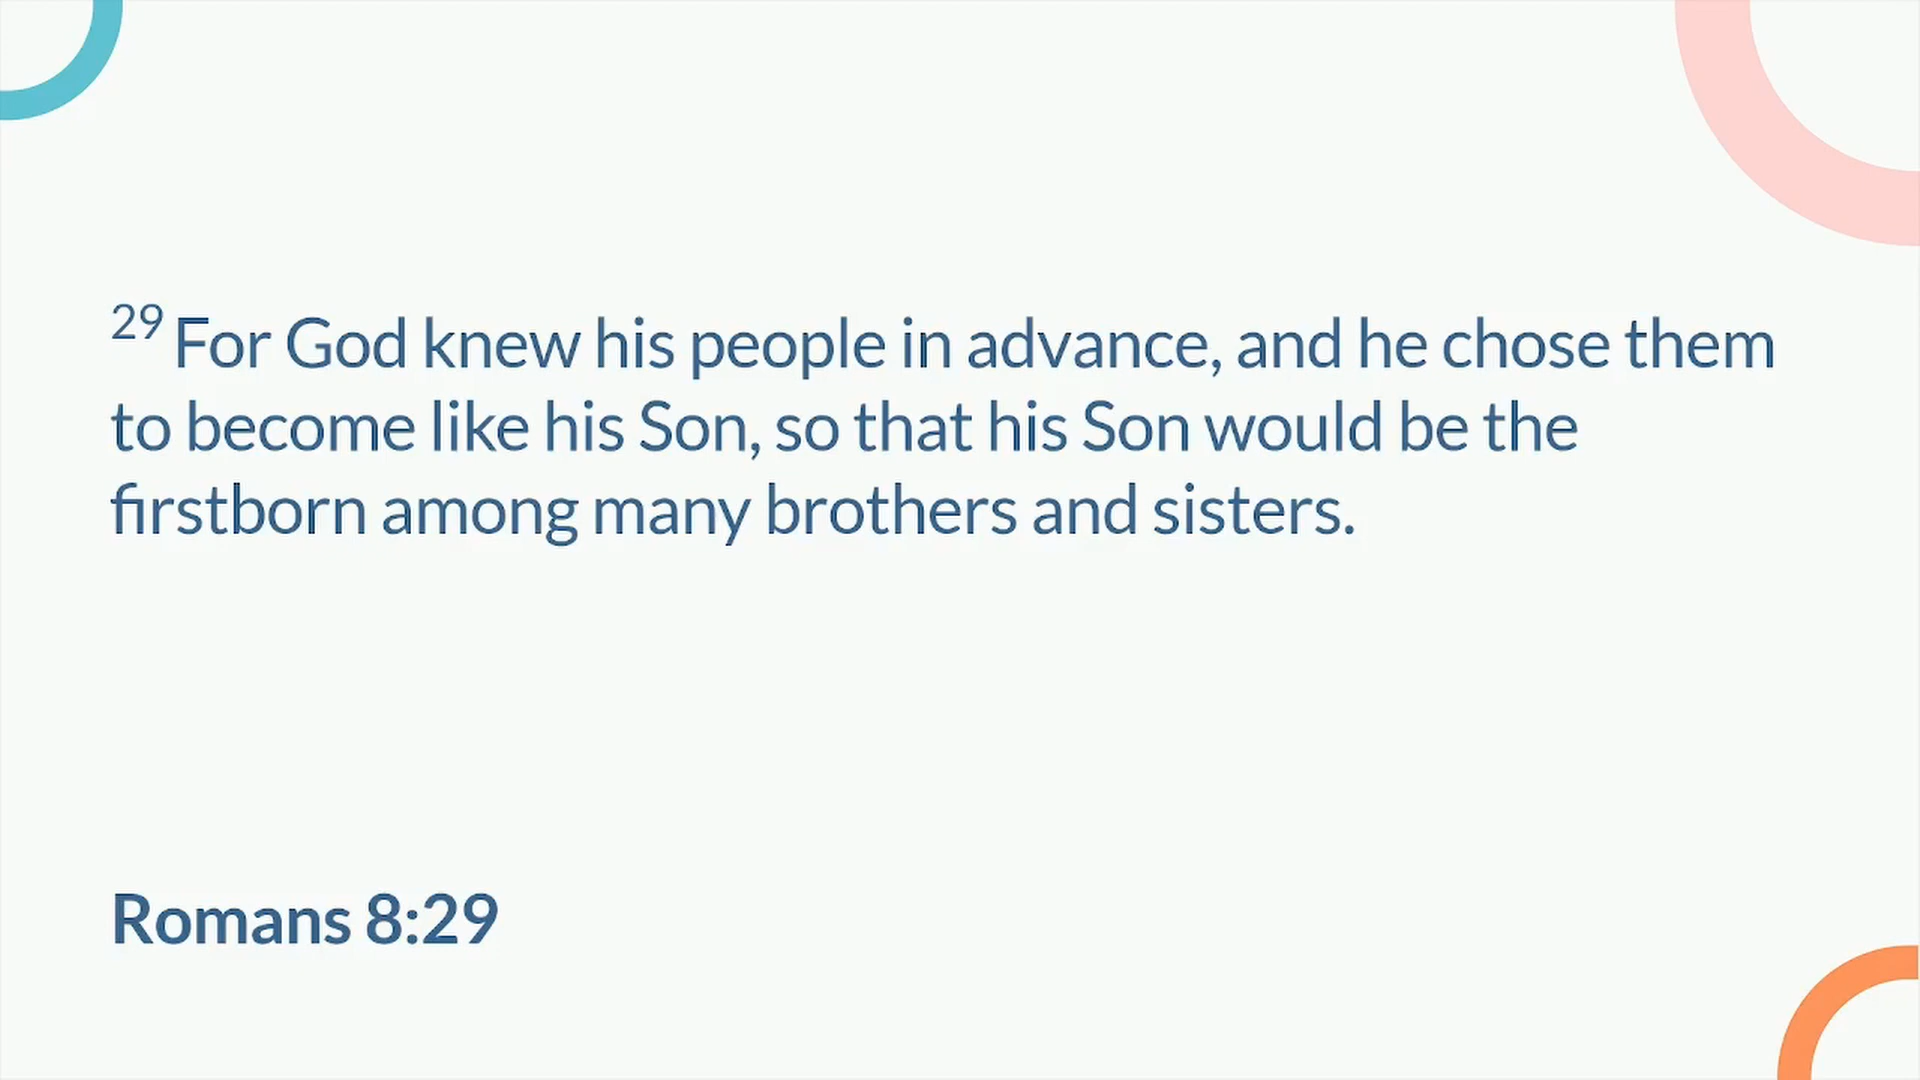 29 For God knew his people in advance, and he chose them
to become like his Son, so that his Son would be the
firstborn among many brothers and sisters.
Romans 8:29